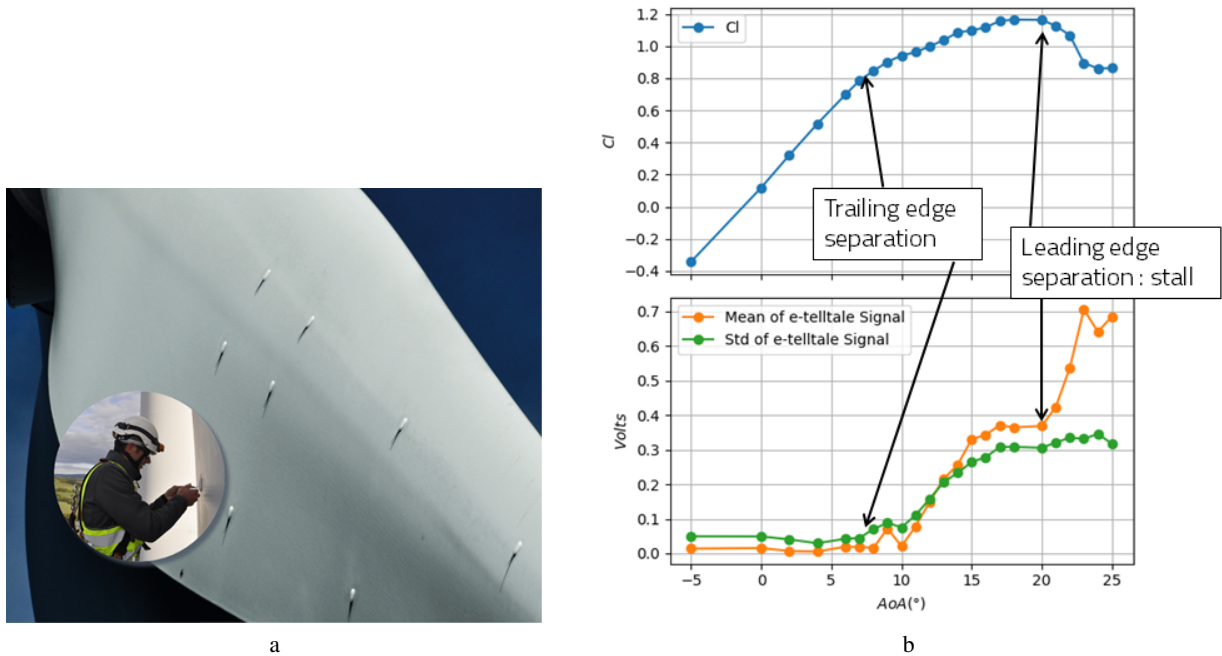 1.2
1.0
0.8
0.6
0.4
0.2
0.0
−0.2
−0.4
Cl
Cl
Trailing edge
separation
Leading edge
separation : stall
0.7
0.6
0.5
0.4
0.3
0.2
0.1
0.0
Volts
Mean of e-telltale Signal
Std of e-telltale Signal
−5 0 5 10 15 20 25
AoA(°)
a b